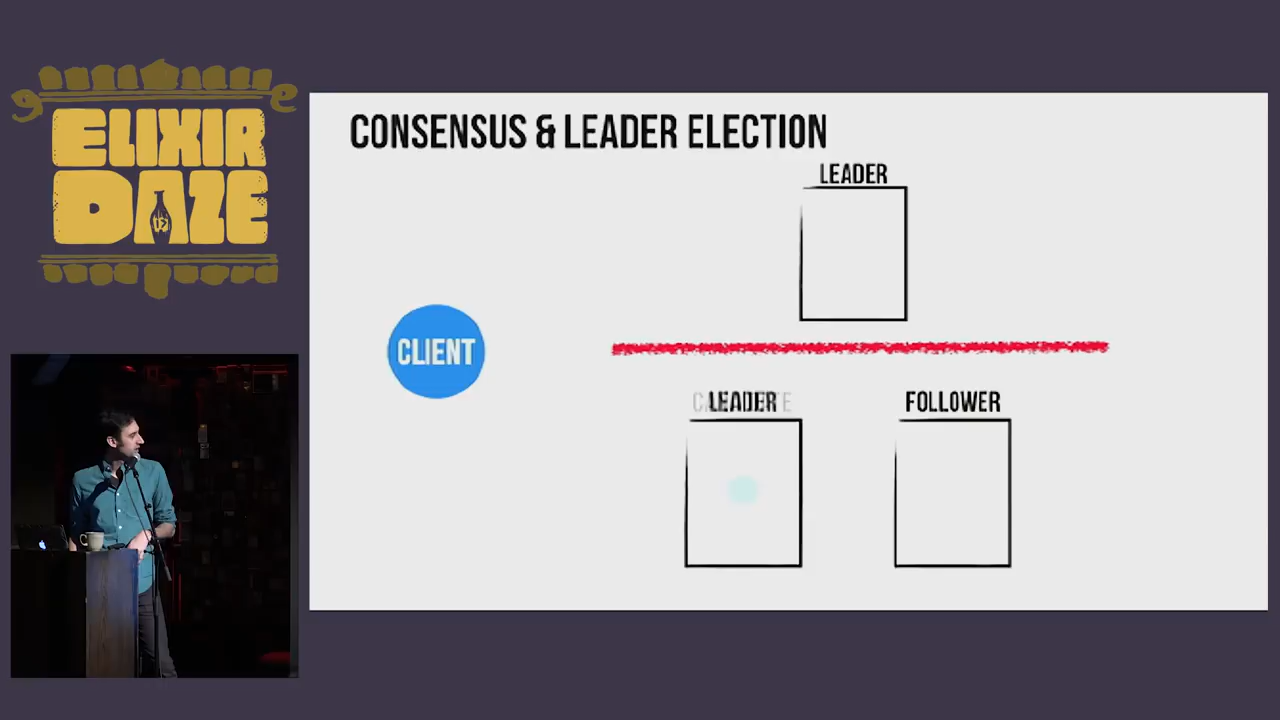 ELIXIR
DAZE
CONSENSUS & LEADER ELECTION
LEADER
CLIENT
LEADER
FOLLOWER